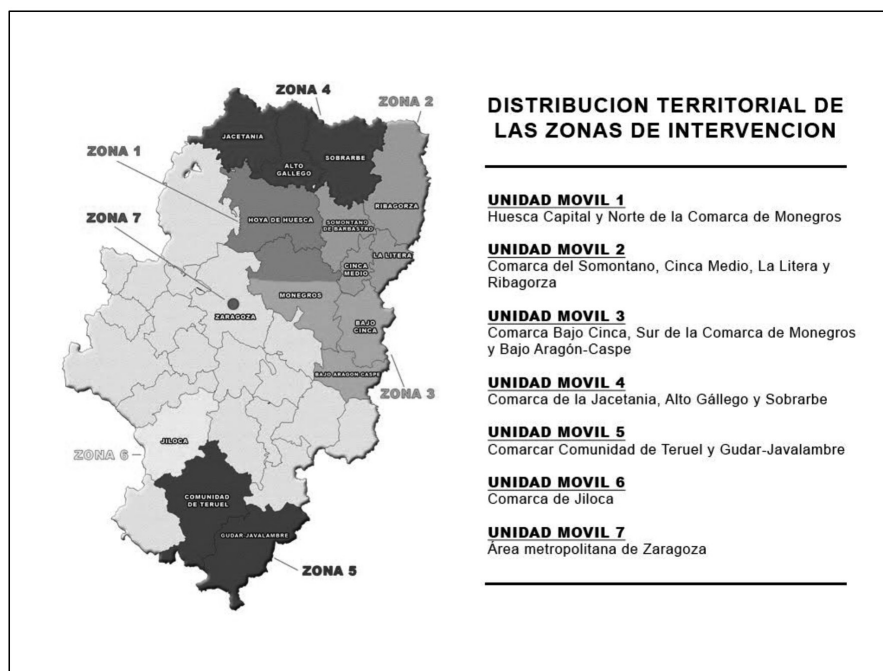 ZONA 4
ZONA 2
JACETANIA
ALTO
GALLEGO
SOBRARBE
ZONA 1
RIBAGORZA
HOYA DE HUESCA
SOMONTANO
DE BARBASTRO
ZONA 7
LA LITERA
CINCA
MEDIO
MONEGROS
ZARAGOZA
BAJO
CINCA
BAJO ARAGON-CASPE
ZONA 3
JILOCA
ZONA 6
COMUNIDAD
DE TERUEL
GUDAR JAVALAMBRE
ZONA 5
DISTRIBUCION TERRITORIAL DE
LAS ZONAS DE INTERVENCION
UNIDAD MOVIL 1
Huesca Capital y Norte de la Comarca de Monegros
UNIDAD MOVIL 2
Comarca del Somontano, Cinca Medio, La Litera y
Ribagorza
UNIDAD MOVIL 3
Comarca Bajo Cinca, Sur de la Comarca de Monegros
y Bajo Aragón-Caspe
UNIDAD MOVIL 4
Comarca de la Jacetania, Alto Gállego y Sobrarbe
UNIDAD MOVIL 5
Comarcar Comunidad de Teruel y Gudar-Javalambre
UNIDAD MOVIL 6
Comarca de Jiloca
UNIDAD MOVIL 7
Área metropolitana de Zaragoza